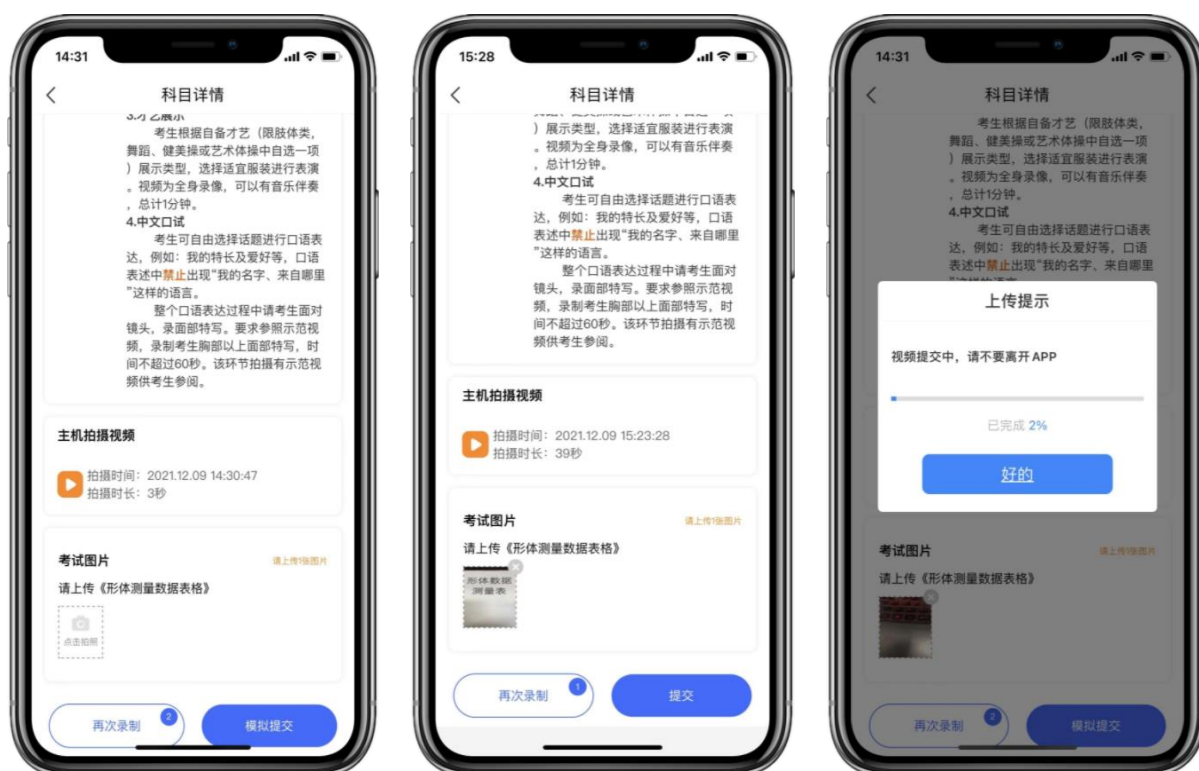 14:31
科目详情
3.才艺展示
考生根据自备才艺（限肢体类，
舞蹈、健美操或艺术体操中自选一项
）展示类型，选择适宜服装进行表演
。视频为全身录像，可以有音乐伴奏
，总计1分钟。
4.中文口试
考生可自由选择话题进行口语表
达，例如：我的特长及爱好等，口语
表述中禁止出现“我的名字、来自哪里
”这样的语言。
整个口语表达过程中请考生面对
镜头，录面部特写。要求参照示范视
频，录制考生胸部以上面部特写，时
间不超过60秒。该环节拍摄有示范视
频供考生参阅。
主机拍摄视频
拍摄时间：2021.12.09 14:30:47
拍摄时长：3秒
考试图片
请上传1张图片
请上传《形体测量数据表格》
点击拍照
再次录制
2
模拟提交
15:28
科目详情
）展示类型，选择适宜服装进行表演
。视频为全身录像，可以有音乐伴奏
，总计1分钟。
4.中文口试
考生可自由选择话题进行口语表
达，例如：我的特长及爱好等，口语
表述中禁止出现“我的名字、来自哪里
”这样的语言。
整个口语表达过程中请考生面对
镜头，录面部特写。要求参照示范视
频，录制考生胸部以上面部特写，时
间不超过60秒。该环节拍摄有示范视
频供考生参阅。
主机拍摄视频
拍摄时间：2021.12.09 15:23:28
拍摄时长：39秒
考试图片
请上传1张图片
请上传《形体测量数据表格》
形体数据
测量表
再次录制
1
提交
14:31
科目详情
考生根据自备才艺（限肢体类，
舞蹈、健美操或艺术体操中自选一项
）展示类型，选择适宜服装进行表演
。视频为全身录像，可以有音乐伴奏
，总计1分钟。
4.中文口试
考生可自由选择话题进行口语表
达，例如：我的特长及爱好等，口语
表述中禁止出现“我的名字、来自哪里
上传提示
视频提交中，请不要离开APP
已完成 2%
好的
考试图片
请上传1张图片
请上传《形体测量数据表格》
再次录制
2
模拟提交